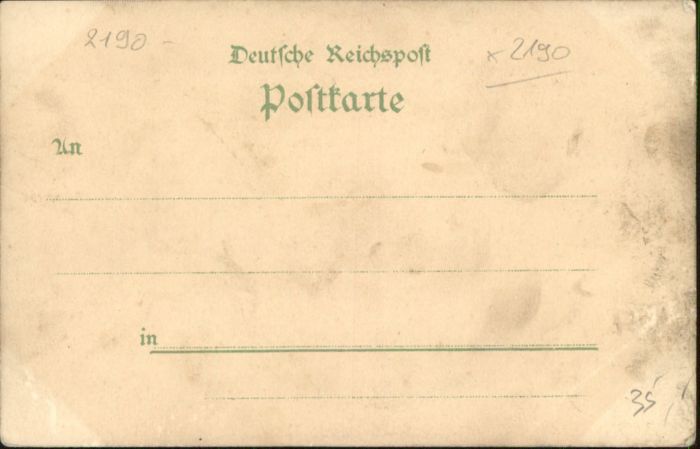 2190 -
Deutsche Reichspost
x 2190
Postkarte
An
in
35